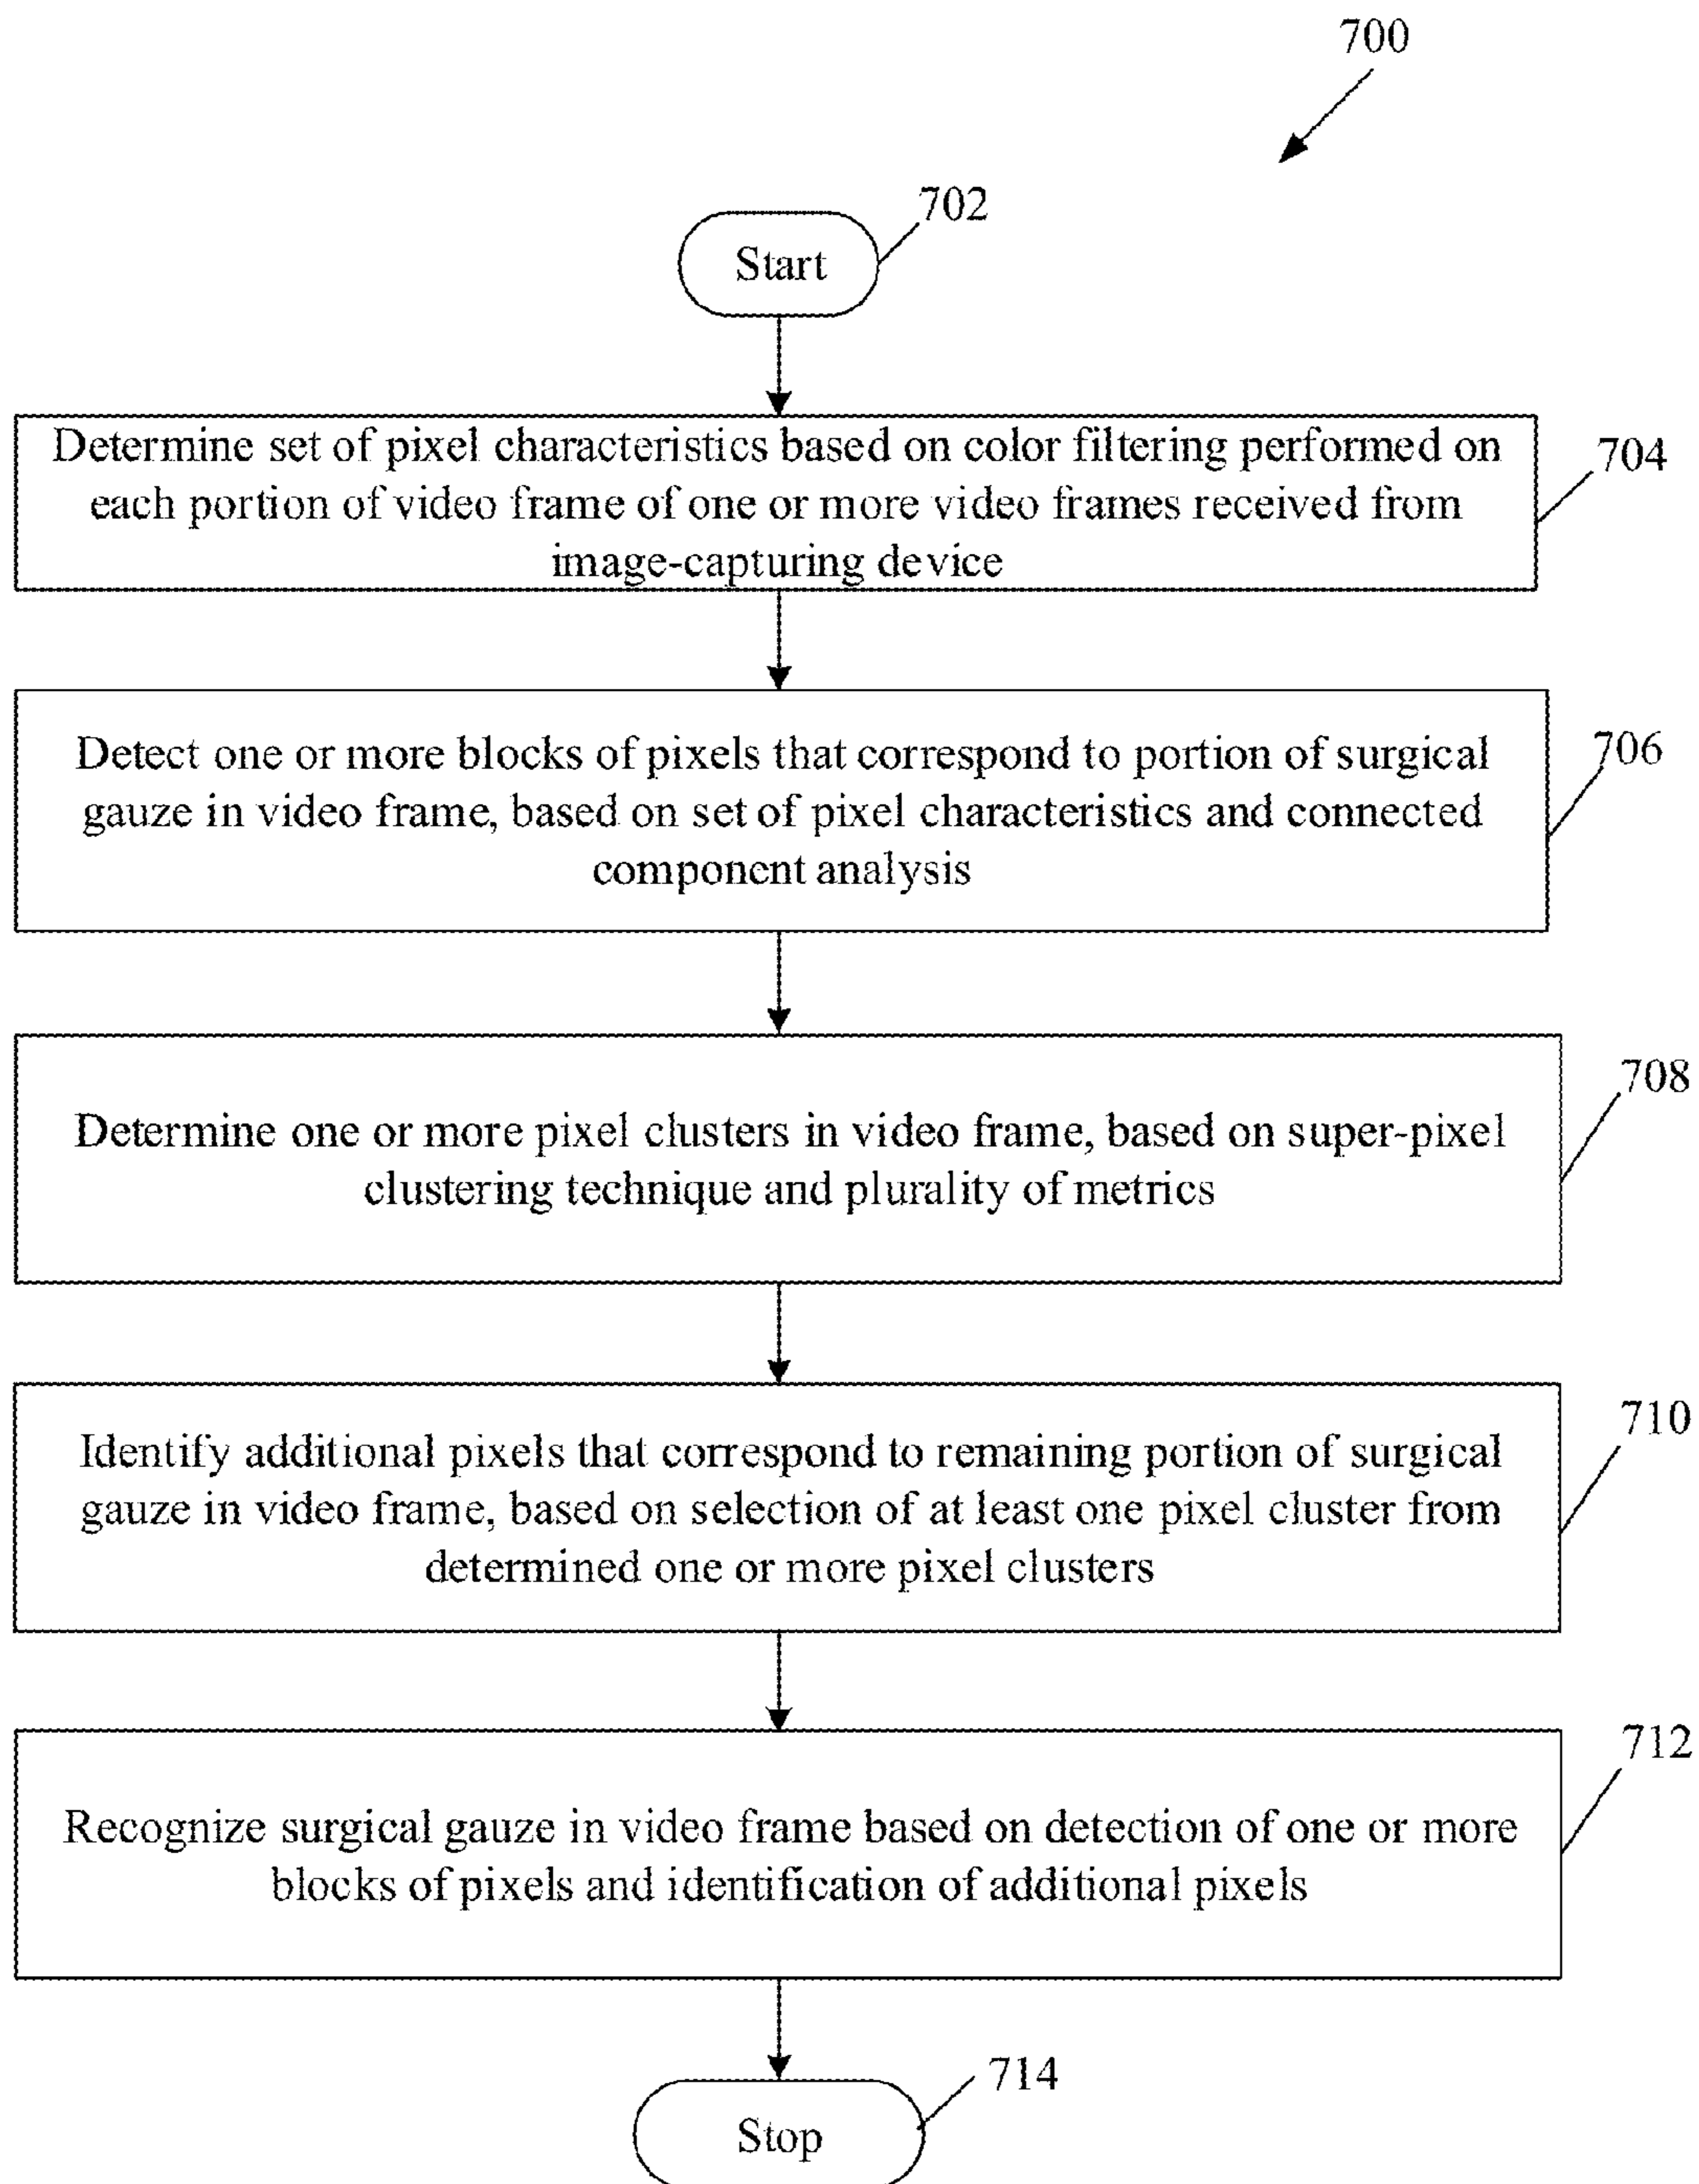 700
702
Start
Determine set of pixel characteristics based on color filtering performed on
each portion of video frame of one or more video frames received from
image-capturing device
704
Detect one or more blocks of pixels that correspond to portion of surgical
gauze in video frame, based on set of pixel characteristics and connected
component analysis
706
Determine one or more pixel clusters in video frame, based on super-pixel
clustering technique and plurality of metrics
708
Identify additional pixels that correspond to remaining portion of surgical
gauze in video frame, based on selection of at least one pixel cluster from
determined one or more pixel clusters
710
Recognize surgical gauze in video frame based on detection of one or more
blocks of pixels and identification of additional pixels
712
714
Stop